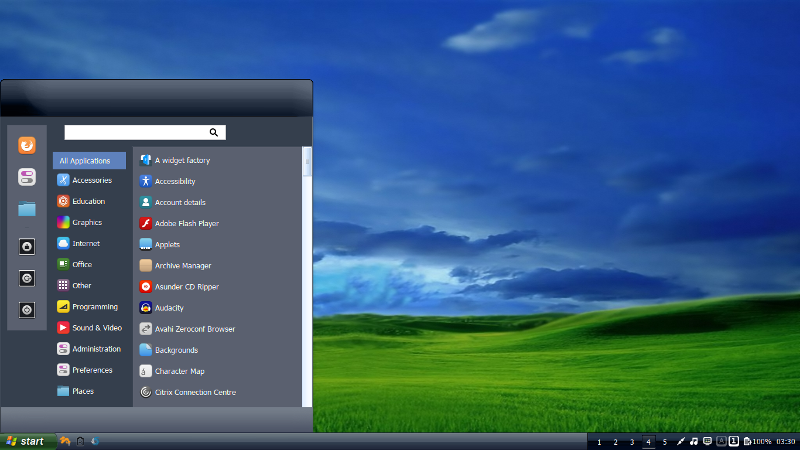 All Applications
Accessories
Education
Graphics
Internet
Office
Other
Programming
Sound & Video
Administration
Preferences
Places
A widget factory
Accessibility
Account details
Adobe Flash Player
Applets
Archive Manager
Asunder CD Ripper
Audacity
Avahi Zeroconf Browser
Backgrounds
Character Map
Citrix Connection Centre
start
1 2 3 4 5 A 1 100% 03:30